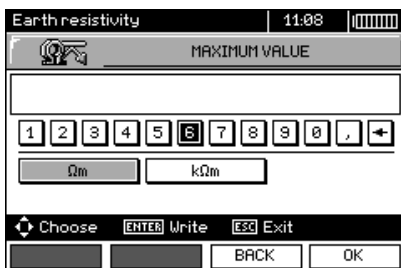 Earth resistivity 11:08
MAXIMUM VALUE
1 2 3 4 5 6 7 8 9 0 , ←
Ωm kΩm
Choose ENTER Write ESC Exit
BACK OK